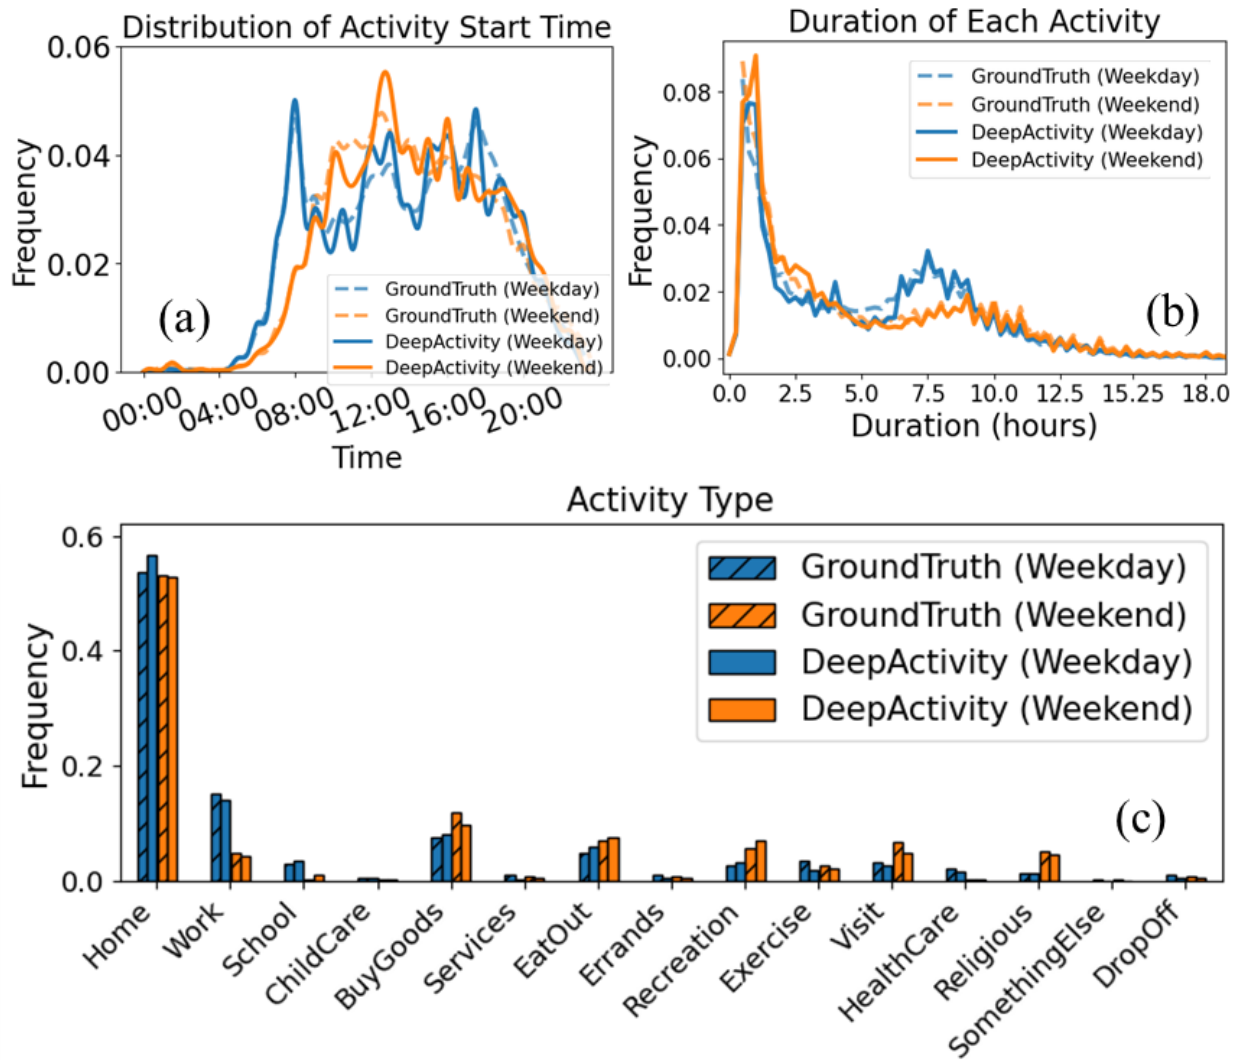 Distribution of Activity Start Time
0.06
0.04
0.02
0.00
Frequency
GroundTruth (Weekday)
GroundTruth (Weekend)
DeepActivity (Weekday)
DeepActivity (Weekend)
(a)
00:00
04:00
08:00
12:00
16:00
20:00
Time
Duration of Each Activity
0.08
0.06
0.04
0.02
0.00
Frequency
GroundTruth (Weekday)
GroundTruth (Weekend)
DeepActivity (Weekday)
DeepActivity (Weekend)
(b)
0.0
2.5
5.0
7.5
10.0
12.5
15.25
18.0
Duration (hours)
Activity Type
0.6
0.4
0.2
0.0
Frequency
GroundTruth (Weekday)
GroundTruth (Weekend)
DeepActivity (Weekday)
DeepActivity (Weekend)
(c)
Home
Work
School
ChildCare
BuyGoods
Services
EatOut
Errands
Recreation
Exercise
Visit
HealthCare
Religious
SomethingElse
DropOff